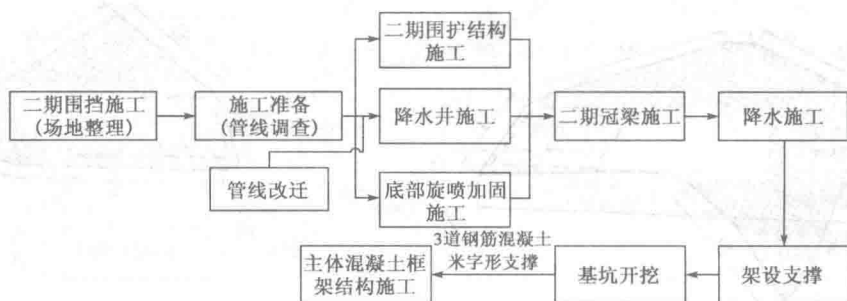 二期围护结构
施工
二期围挡施工
(场地整理)
施工准备
(管线调查)
降水井施工
二期冠梁施工
降水施工
管线改迁
底部旋喷加固
施工
3道钢筋混凝土
米字形支撑
主体混凝土框
架结构施工
基坑开挖
架设支撑